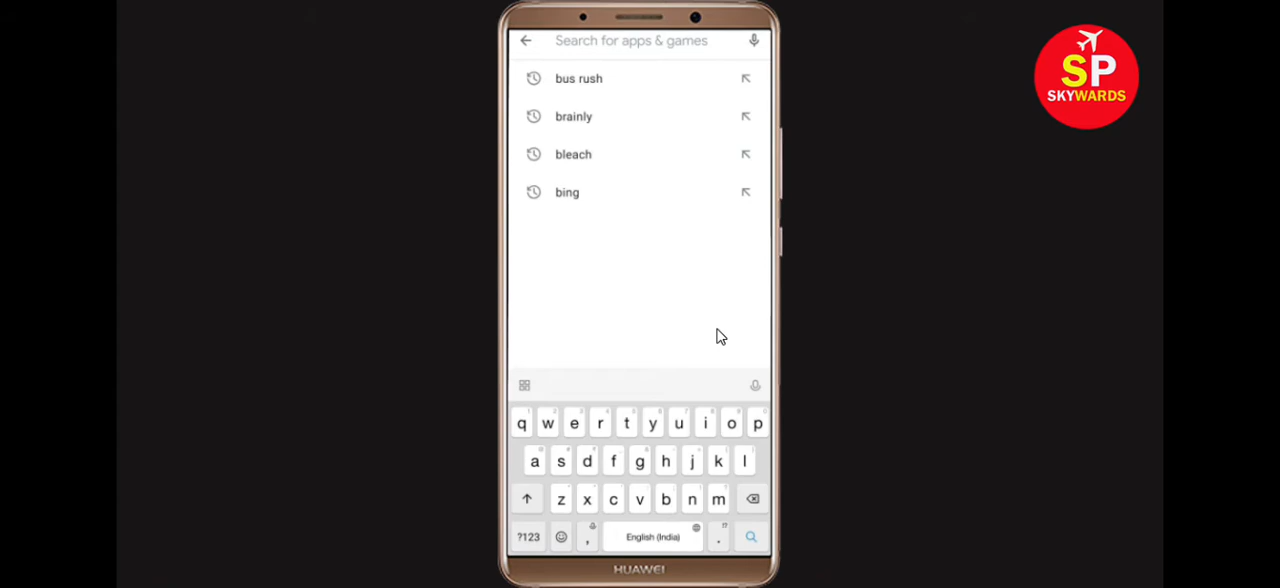 Search for apps & games
SP
SKYWARDS
bus rush
brainly
bleach
bing
q w e r t y u i o p
a s d f g h j k l
z x c v b n m
?123 , English (India) .
HUAWEI